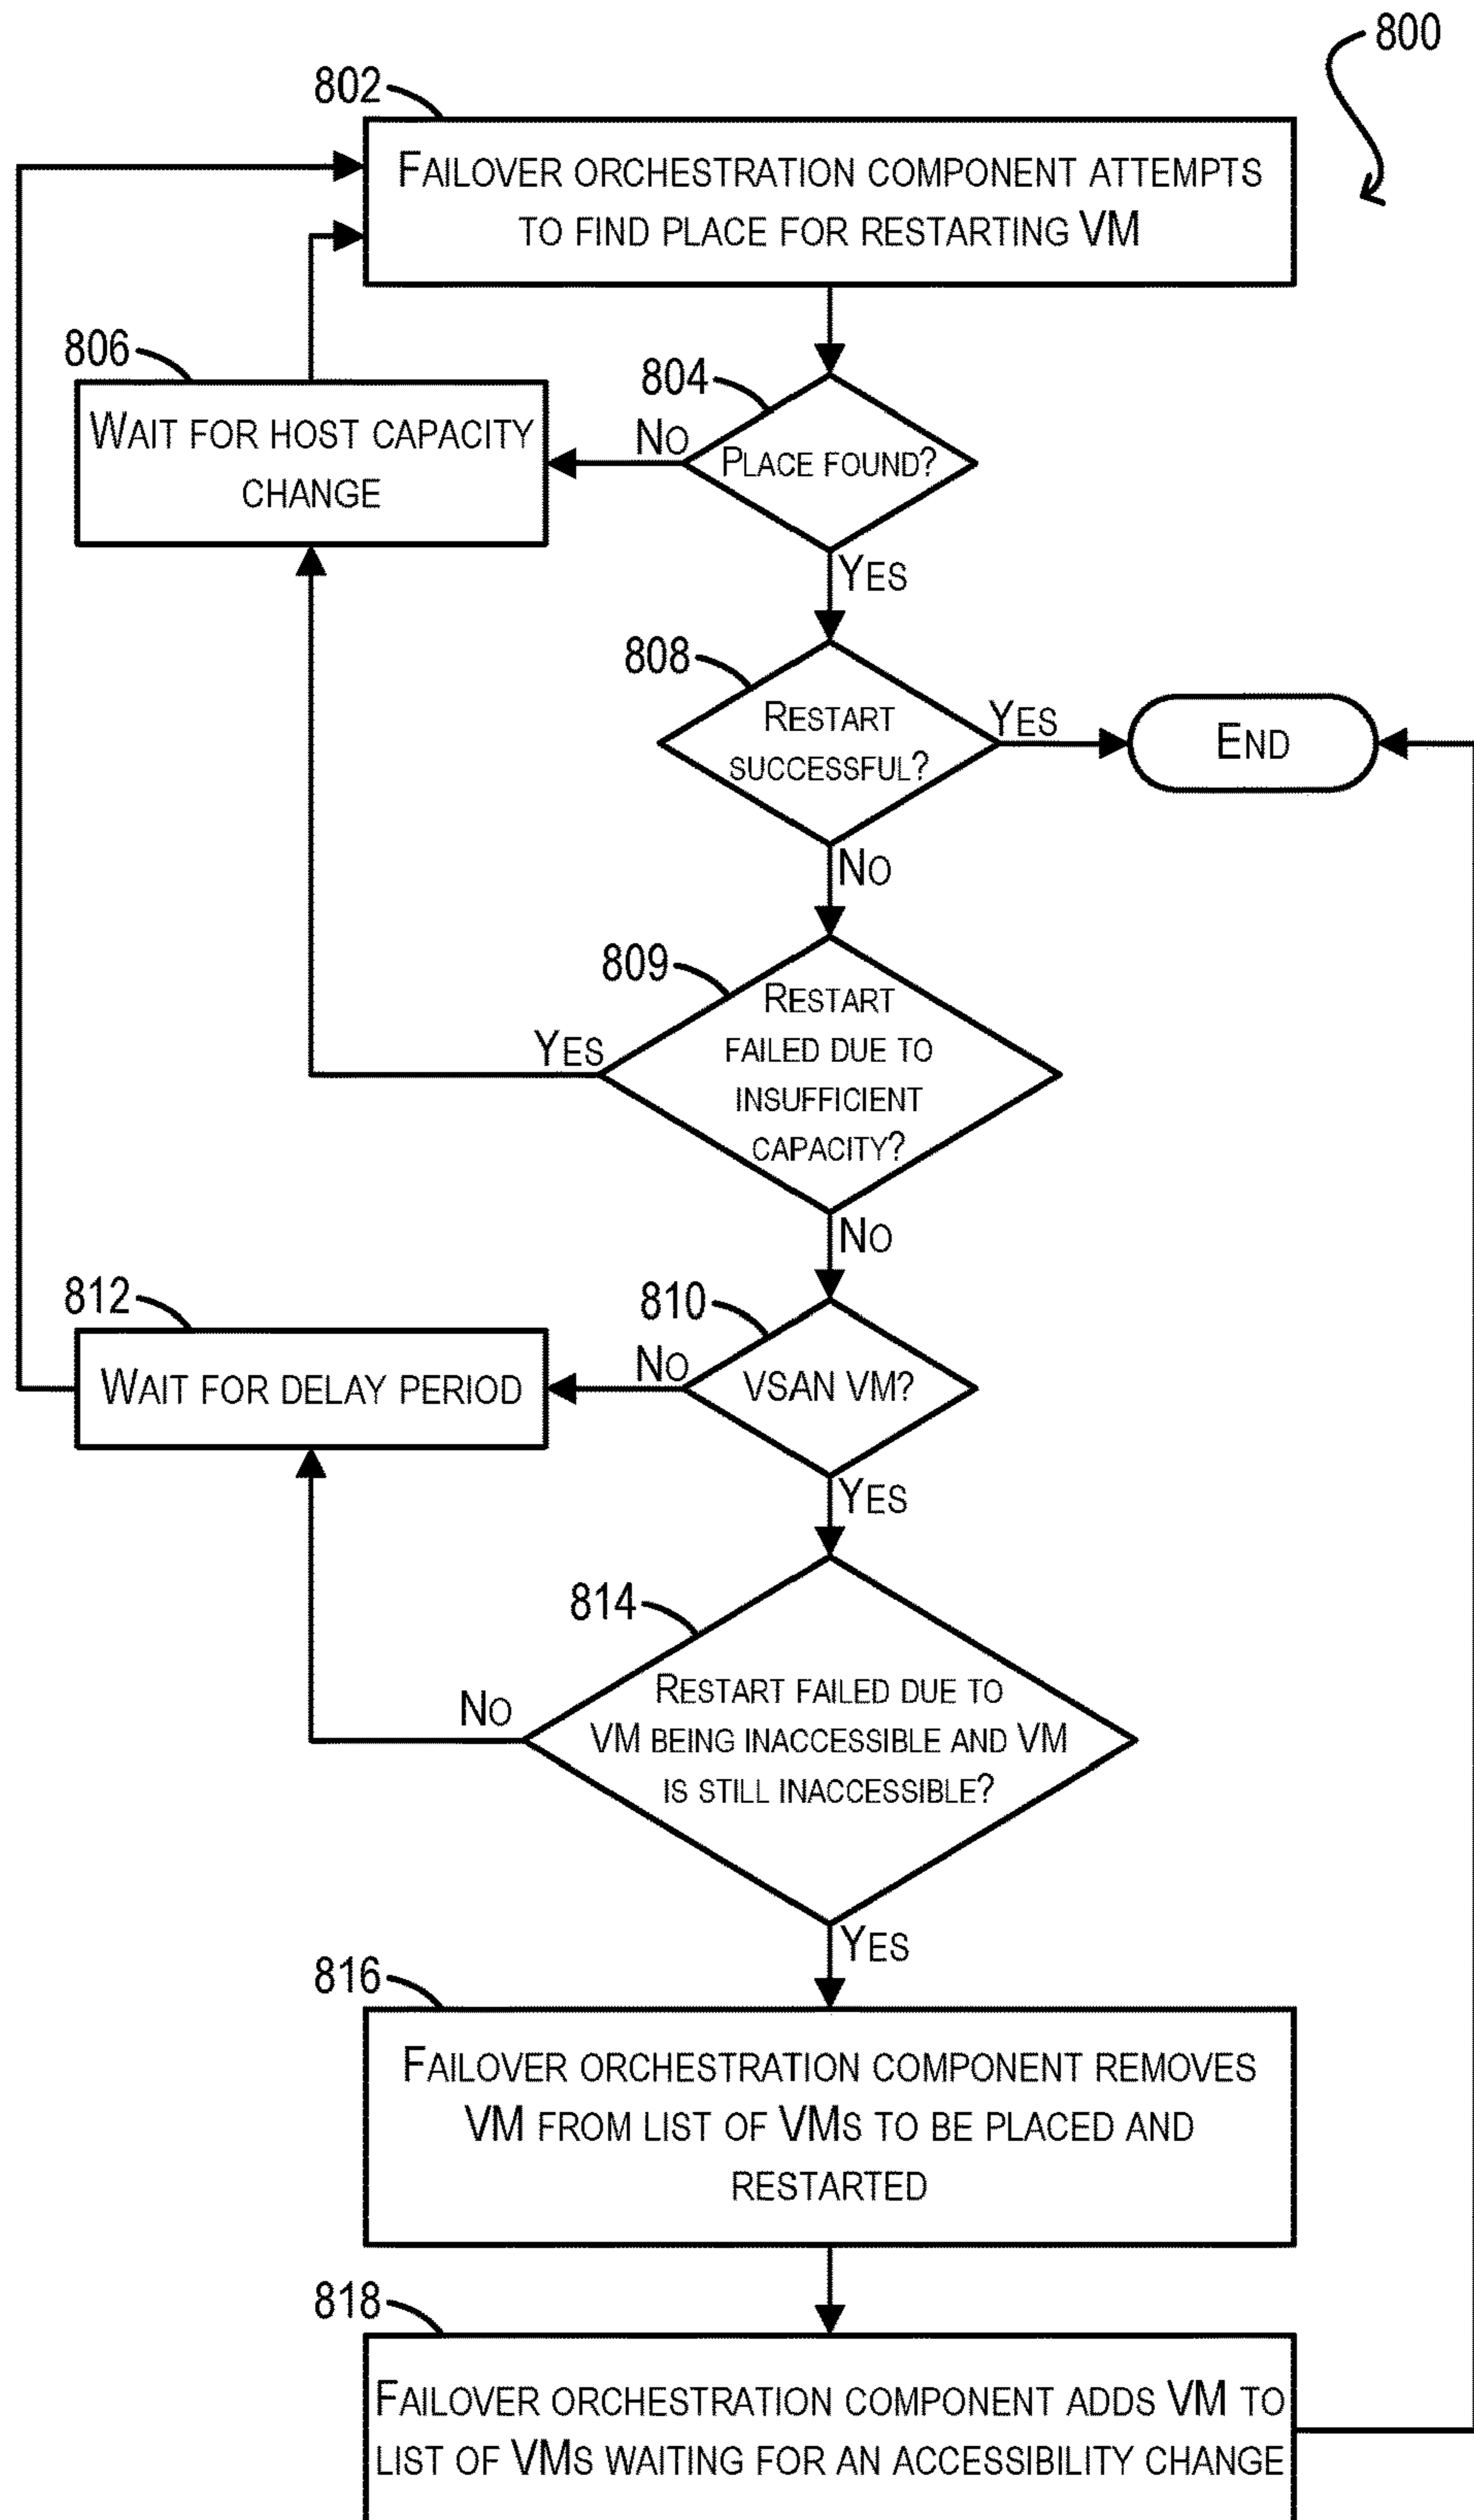 800
802
FAILOVER ORCHESTRATION COMPONENT ATTEMPTS
TO FIND PLACE FOR RESTARTING VM
806
WAIT FOR HOST CAPACITY
CHANGE
804
NO
PLACE FOUND?
YES
808
RESTART
SUCCESSFUL?
YES
END
NO
809
RESTART
FAILED DUE TO
INSUFFICIENT
CAPACITY?
YES
NO
812
WAIT FOR DELAY PERIOD
810
NO
VSAN VM?
YES
814
RESTART FAILED DUE TO
VM BEING INACCESSIBLE AND VM
IS STILL INACCESSIBLE?
NO
YES
816
FAILOVER ORCHESTRATION COMPONENT REMOVES
VM FROM LIST OF VMS TO BE PLACED AND
RESTARTED
818
FAILOVER ORCHESTRATION COMPONENT ADDS VM TO
LIST OF VMS WAITING FOR AN ACCESSIBILITY CHANGE